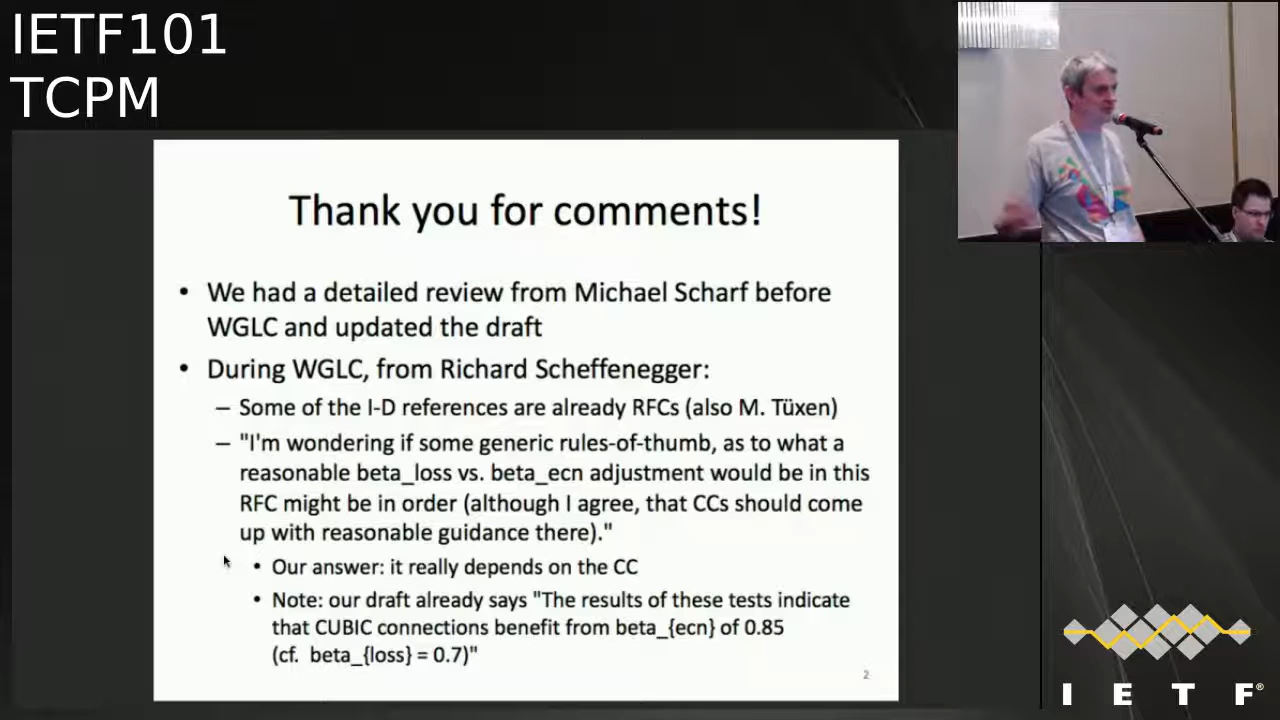 IETF101
TCPM
Thank you for comments!
• We had a detailed review from Michael Scharf before
WGLC and updated the draft
• During WGLC, from Richard Scheffenegger:
– Some of the I-D references are already RFCs (also M. Tüxen)
– "I'm wondering if some generic rules-of-thumb, as to what a
reasonable beta_loss vs. beta_ecn adjustment would be in this
RFC might be in order (although I agree, that CCs should come
up with reasonable guidance there)."
• Our answer: it really depends on the CC
• Note: our draft already says "The results of these tests indicate
that CUBIC connections benefit from beta_{ecn} of 0.85
(cf. beta_{loss} = 0.7)"
2
I E T F®